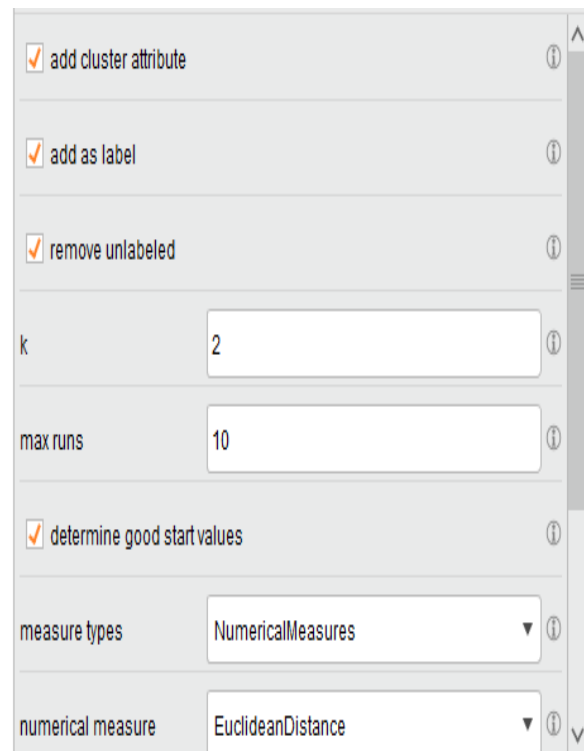 add cluster attribute
add as label
remove unlabeled
k 2
max runs 10
determine good start values
measure types NumericalMeasures
numerical measure EuclideanDistance